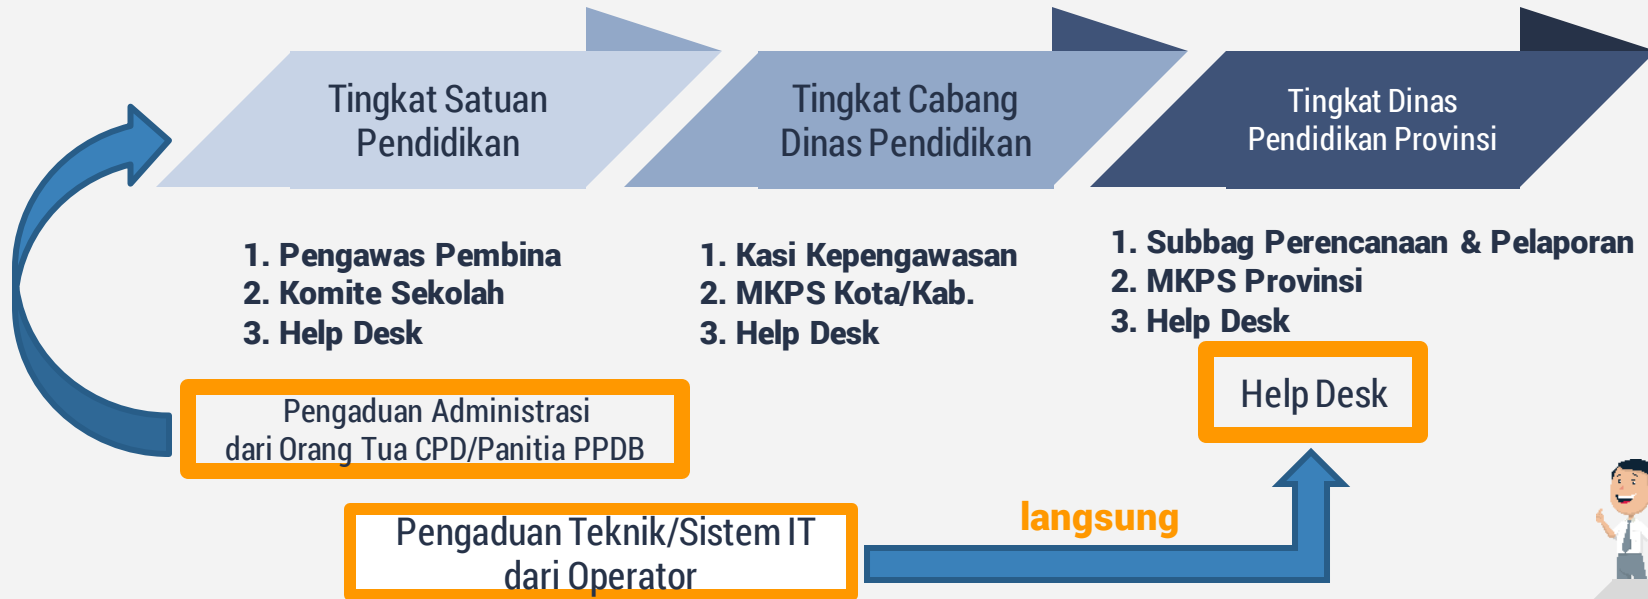 Tingkat Satuan
Pendidikan
Tingkat Cabang
Dinas Pendidikan
Tingkat Dinas
Pendidikan Provinsi
1. Pengawas Pembina
2. Komite Sekolah
3. Help Desk
1. Kasi Kepengawasan
2. MKPS Kota/Kab.
3. Help Desk
1. Subbag Perencanaan & Pelaporan
2. MKPS Provinsi
3. Help Desk
Pengaduan Administrasi
dari Orang Tua CPD/Panitia PPDB
Help Desk
Pengaduan Teknik/Sistem IT
dari Operator
langsung